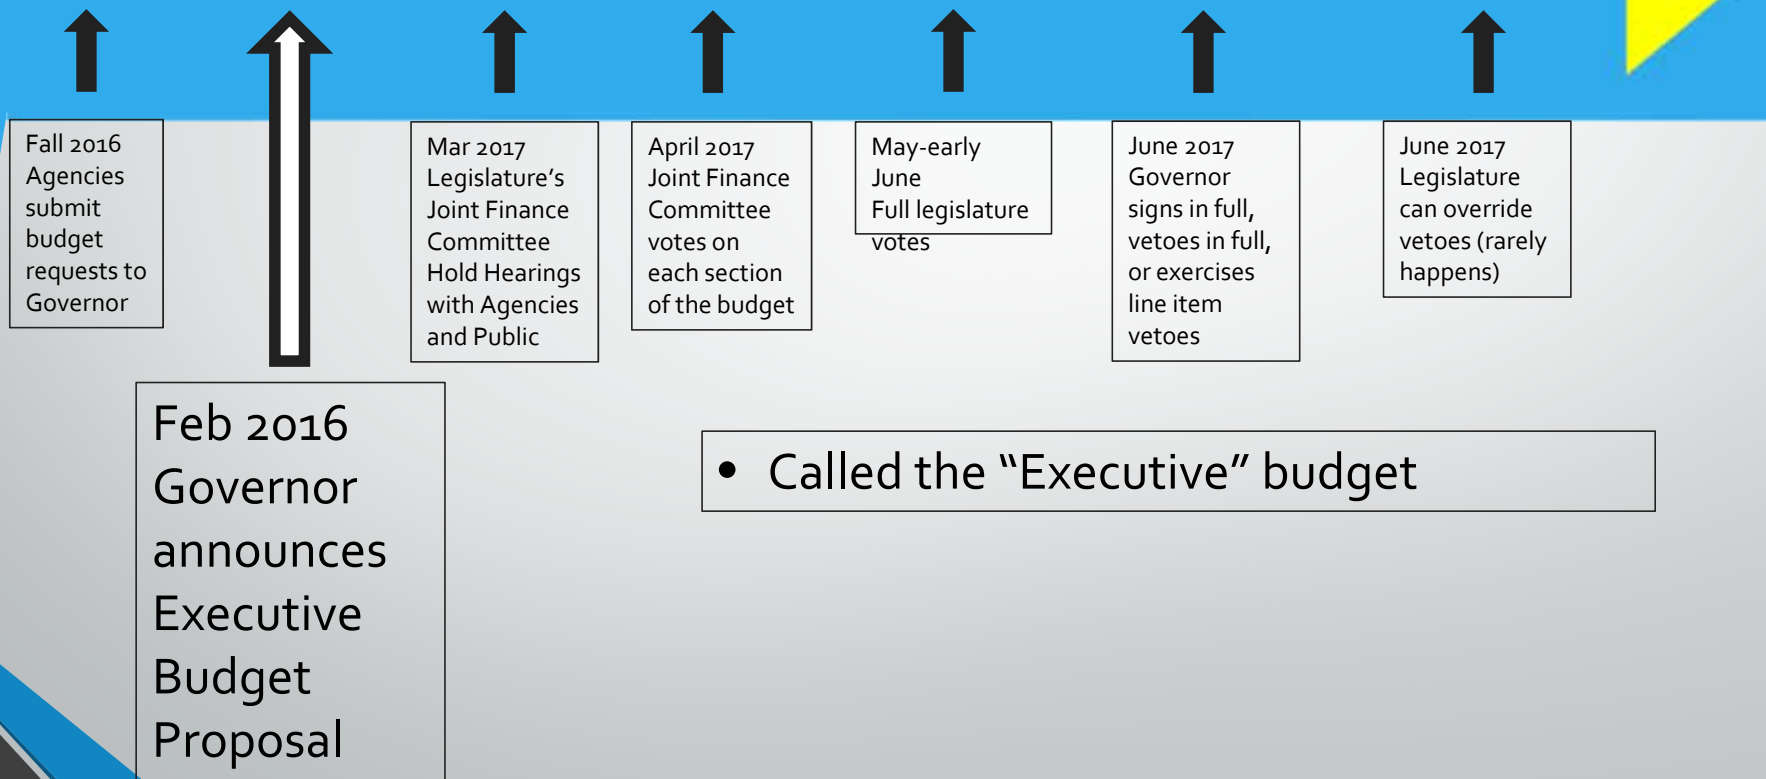 Fall 2016
Agencies
submit
budget
requests to
Governor
Feb 2016
Governor
announces
Executive
Budget
Proposal
Mar 2017
Legislature’s
Joint Finance
Committee
Hold Hearings
with Agencies
and Public
April 2017
Joint Finance
Committee
votes on
each section
of the budget
May-early
June
Full legislature
votes
June 2017
Governor
signs in full,
vetoes in full,
or exercises
line item
vetoes
June 2017
Legislature
can override
vetoes (rarely
happens)
• Called the “Executive” budget